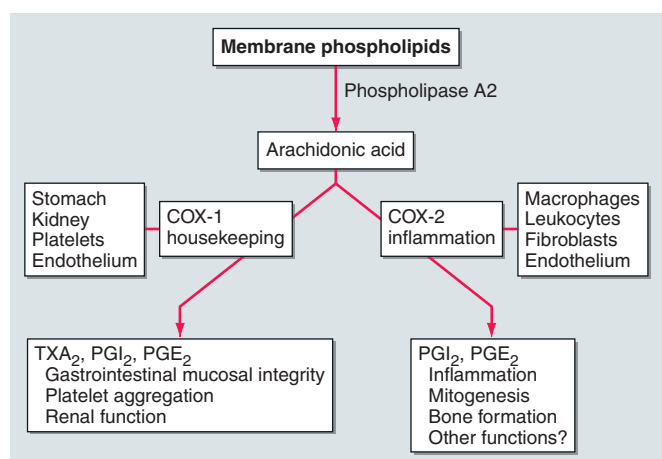 Membrane phospholipids
Phospholipase A2
Arachidonic acid
Stomach
Kidney
Platelets
Endothelium
COX-1
housekeeping
COX-2
inflammation
Macrophages
Leukocytes
Fibroblasts
Endothelium
TXA₂, PGI₂, PGE₂
Gastrointestinal mucosal integrity
Platelet aggregation
Renal function
PGI₂, PGE₂
Inflammation
Mitogenesis
Bone formation
Other functions?